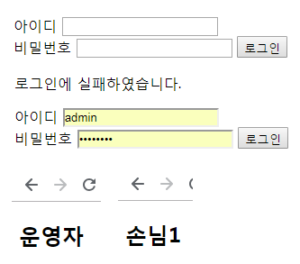 아이디
비밀번호 로그인
로그인에 실패하였습니다.
아이디 admin
비밀번호 •••••••• 로그인
운영자 손님1